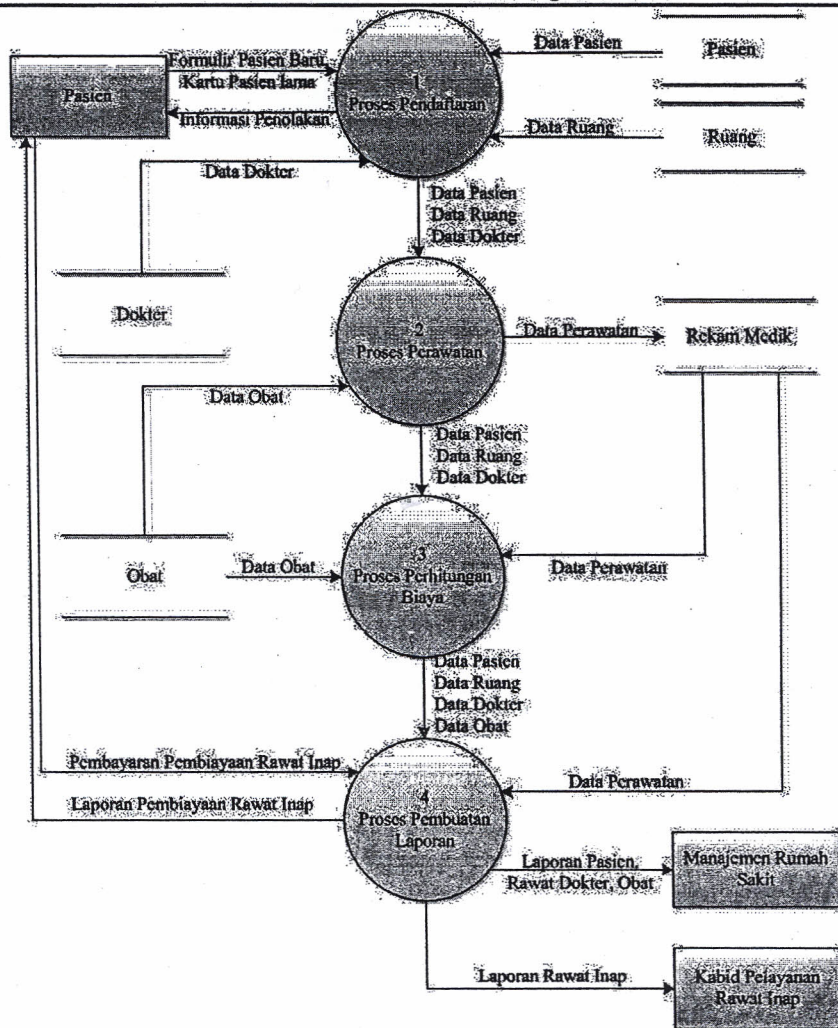 Formulir Pasien Baru,
Kartu Pasien lama
Pasien
Informasi Penolakan
1
Proses Pendaftaran
Data Pasien
Pasien
Data Ruang
Ruang
Data Dokter
Data Pasien
Data Ruang
Data Dokter
Dokter
2
Proses Perawatan
Data Perawatan
Rekam Medik
Data Obat
Data Pasien
Data Ruang
Data Dokter
Obat
Data Obat
3
Proses Perhitungan
Biaya
Data Perawatan
Data Pasien
Data Ruang
Data Dokter
Data Obat
Pembayaran Pembiayaan Rawat Inap
Laporan Pembiayaan Rawat Inap
4
Proses Pembuatan
Laporan
Data Perawatan
Laporan Pasien,
Rawat Dokter, Obat
Manajemen Rumah
Sakit
Laporan Rawat Inap
Kabid Pelayanan
Rawat Inap